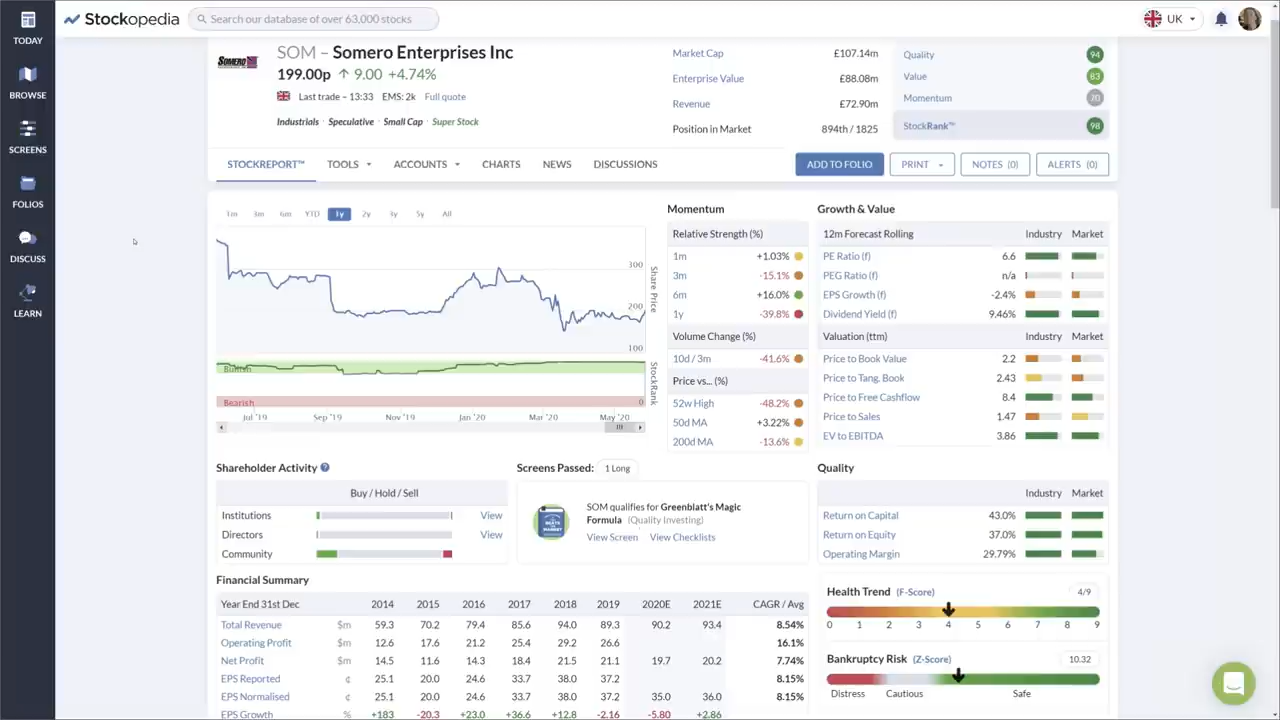 Stockopedia
Search our database of over 63,000 stocks
UK
TODAY
BROWSE
SCREENS
FOLIOS
DISCUSS
LEARN
SOMERO
SOM – Somero Enterprises Inc
199.00p ↑ 9.00 +4.74%
Last trade – 13:33 EMS: 2k Full quote
Industrials · Speculative · Small Cap · Super Stock
Market Cap £107.14m
Enterprise Value £88.08m
Revenue £72.90m
Position in Market 894th / 1825
Quality 94
Value 83
Momentum 70
StockRank™ 98
STOCKREPORT™ TOOLS ACCOUNTS CHARTS NEWS DISCUSSIONS
ADD TO FOLIO PRINT NOTES (0) ALERTS (0)
1m 3m 6m YTD 1y 2y 3y 5y All
300
200
100
Share Price
Bullish
Bearish
0
StockRank
Jul '19 Sep '19 Nov '19 Jan '20 Mar '20 May '20
Momentum
Relative Strength (%)
1m +1.03%
3m -15.1%
6m +16.0%
1y -39.8%
Volume Change (%)
10d / 3m -41.6%
Price vs... (%)
52w High -48.2%
50d MA +3.22%
200d MA -13.6%
Growth & Value
12m Forecast Rolling Industry Market
PE Ratio (f) 6.6
PEG Ratio (f) n/a
EPS Growth (f) -2.4%
Dividend Yield (f) 9.46%
Valuation (ttm) Industry Market
Price to Book Value 2.2
Price to Tang. Book 2.43
Price to Free Cashflow 8.4
Price to Sales 1.47
EV to EBITDA 3.86
Shareholder Activity ?
Buy / Hold / Sell
Institutions View
Directors View
Community
Screens Passed: 1 Long
SOM qualifies for Greenblatt's Magic
Formula (Quality Investing)
View Screen View Checklists
Quality
Industry Market
Return on Capital 43.0%
Return on Equity 37.0%
Operating Margin 29.79%
Financial Summary
Year End 31st Dec 2014 2015 2016 2017 2018 2019 2020E 2021E CAGR / Avg
Total Revenue $m 59.3 70.2 79.4 85.6 94.0 89.3 90.2 93.4 8.54%
Operating Profit $m 12.6 17.6 21.2 25.4 29.2 26.6 16.1%
Net Profit $m 14.5 11.6 14.3 18.4 21.5 21.1 19.7 20.2 7.74%
EPS Reported ¢ 25.1 20.0 24.6 33.7 38.0 37.2 8.15%
EPS Normalised ¢ 25.1 20.0 24.6 33.7 38.0 37.2 35.0 36.0 8.15%
EPS Growth % +183 -20.3 +23.0 +36.6 +12.8 -2.16 -5.80 +2.86
Health Trend (F-Score) 4/9
0 1 2 3 4 5 6 7 8 9
Bankruptcy Risk (Z-Score) 10.32
Distress Cautious Safe